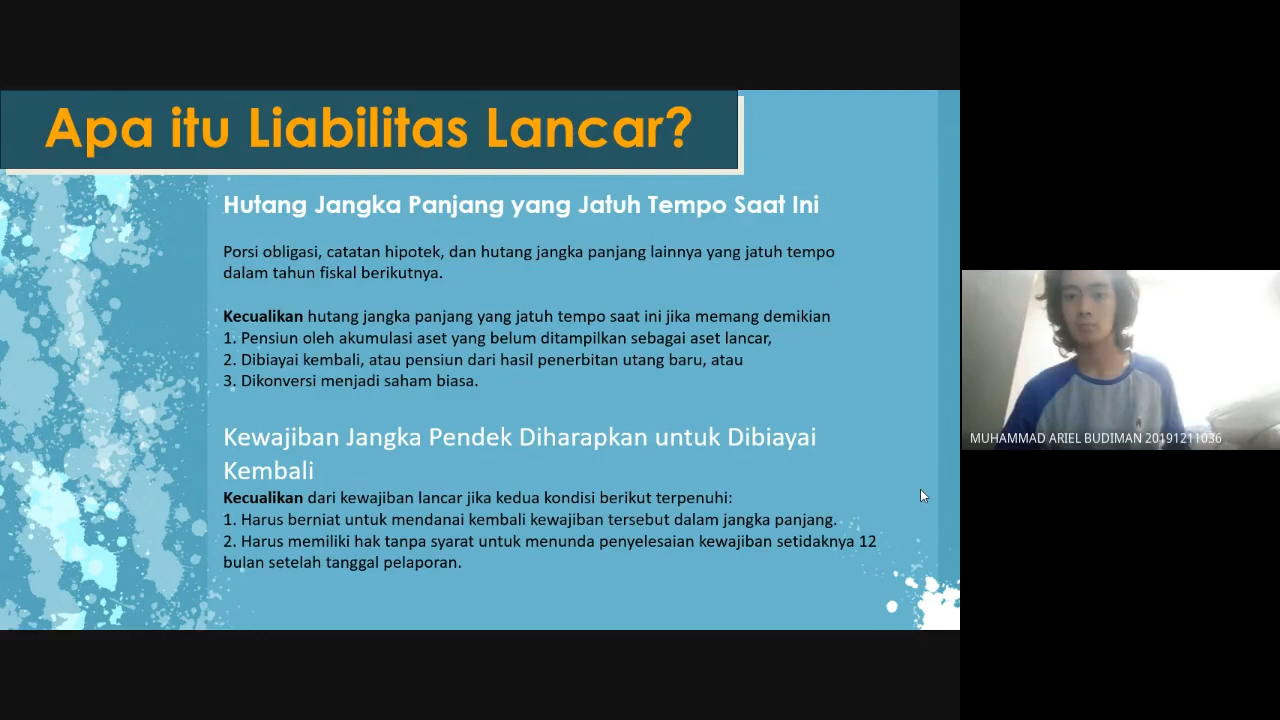 Apa itu Liabilitas Lancar?
Hutang Jangka Panjang yang Jatuh Tempo Saat Ini
Porsi obligasi, catatan hipotek, dan hutang jangka panjang lainnya yang jatuh tempo
dalam tahun fiskal berikutnya.
Kecualikan hutang jangka panjang yang jatuh tempo saat ini jika memang demikian
1. Pensiun oleh akumulasi aset yang belum ditampilkan sebagai aset lancar,
2. Dibiayai kembali, atau pensiun dari hasil penerbitan utang baru, atau
3. Dikonversi menjadi saham biasa.
Kewajiban Jangka Pendek Diharapkan untuk Dibiayai
Kembali
Kecualikan dari kewajiban lancar jika kedua kondisi berikut terpenuhi:
1. Harus berniat untuk mendanai kembali kewajiban tersebut dalam jangka panjang.
2. Harus memiliki hak tanpa syarat untuk menunda penyelesaian kewajiban setidaknya 12
bulan setelah tanggal pelaporan.
MUHAMMAD ARIEL BUDIMAN 20191211036